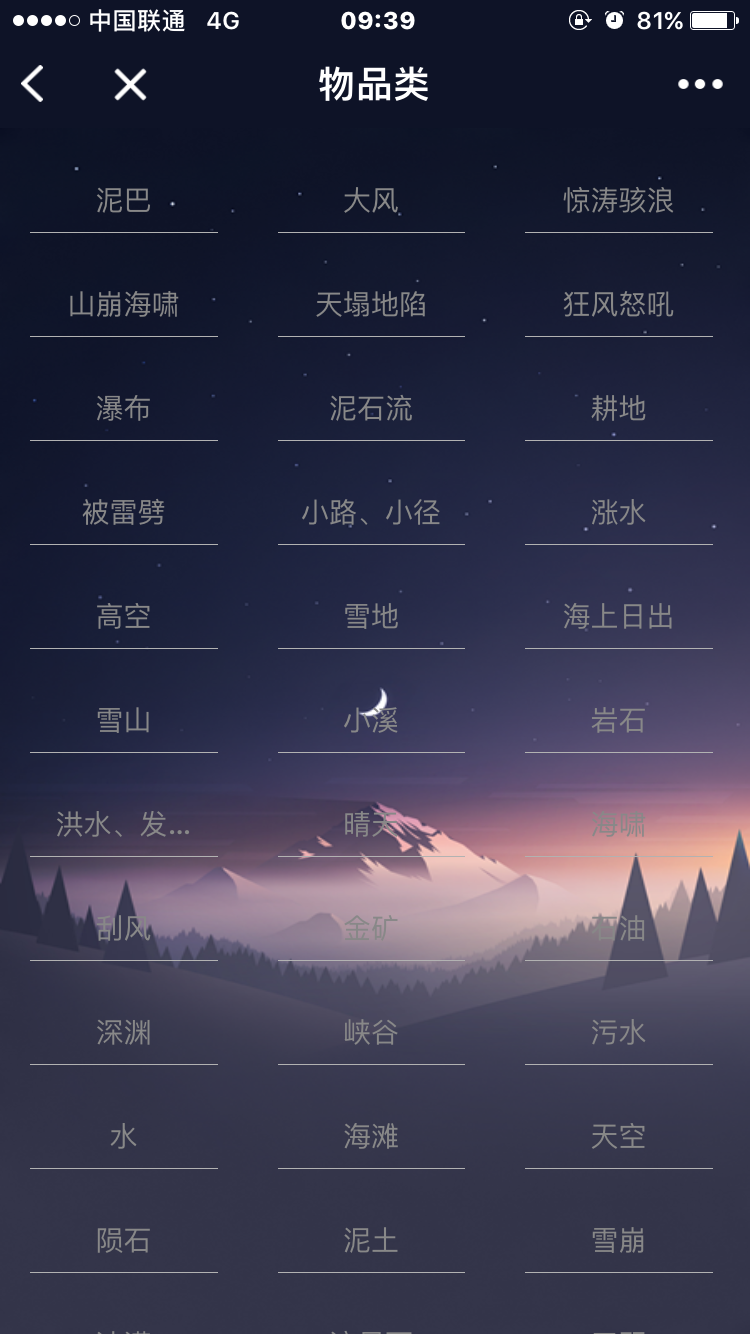 中国联通 4G 09:39 81%
物品类
泥巴 大风 惊涛骇浪
山崩海啸 天塌地陷 狂风怒吼
瀑布 泥石流 耕地
被雷劈 小路、小径 涨水
高空 雪地 海上日出
雪山 小溪 岩石
洪水、发... 晴天 海啸
刮风 金矿 石油
深渊 峡谷 污水
水 海滩 天空
陨石 泥土 雪崩